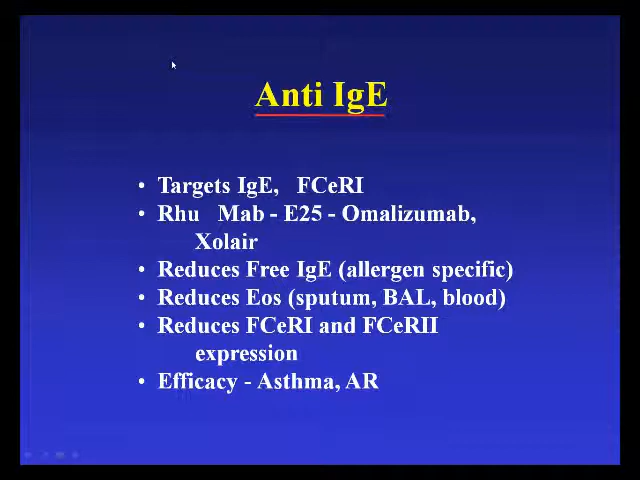 Anti IgE
• Targets IgE, FCeRI
• Rhu Mab - E25 - Omalizumab,
Xolair
• Reduces Free IgE (allergen specific)
• Reduces Eos (sputum, BAL, blood)
• Reduces FCeRI and FCeRII
expression
• Efficacy - Asthma, AR